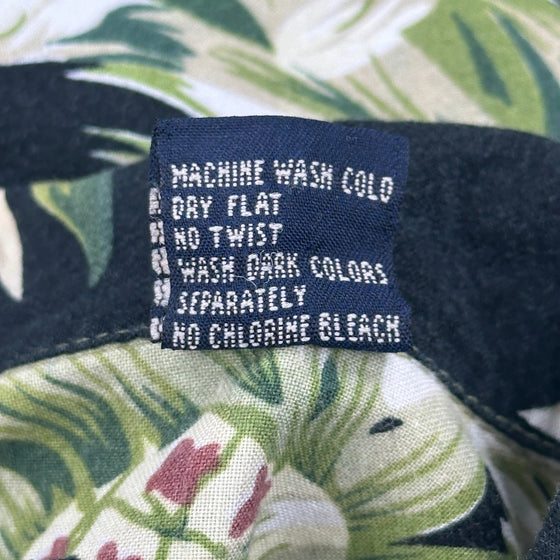 MACHINE WASH COLD
DRY FLAT
NO TWIST
WASH DARK COLORS
SEPARATELY
NO CHLORINE BLEACH